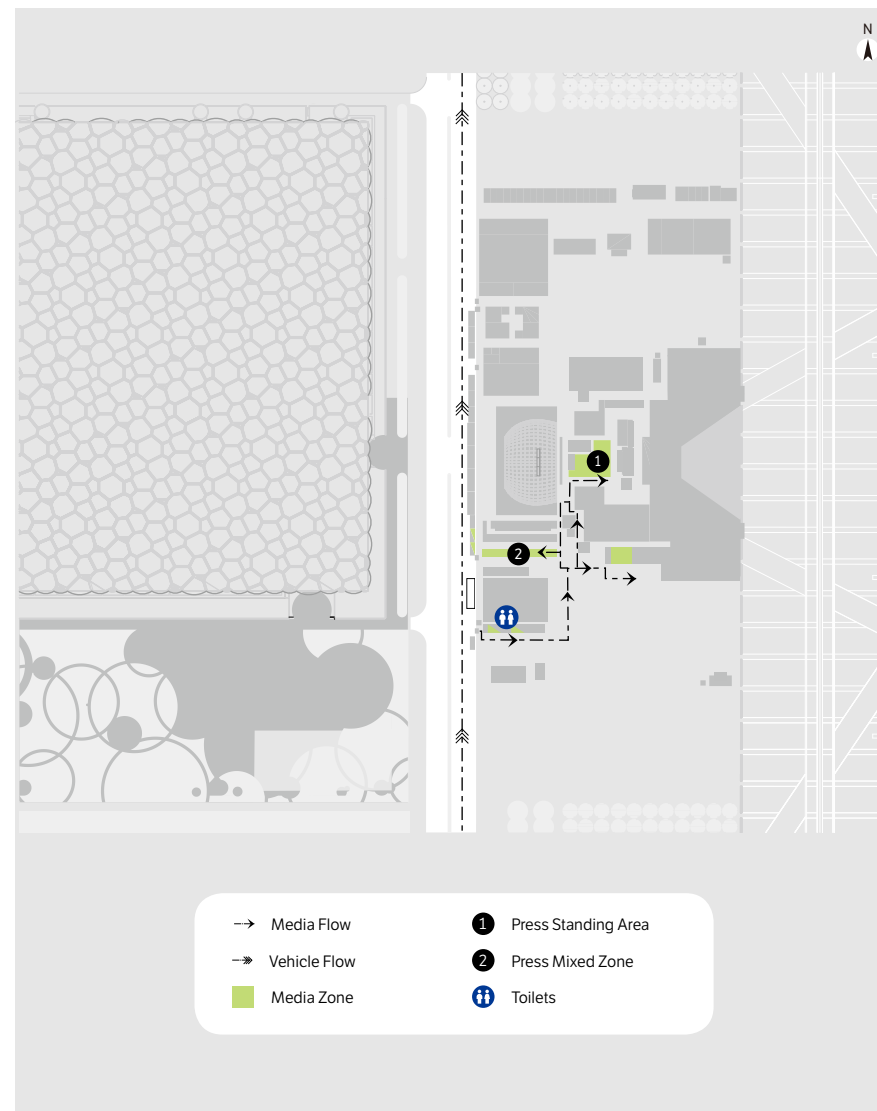 N
1
2
Media Flow
Vehicle Flow
Media Zone
1 Press Standing Area
2 Press Mixed Zone
Toilets